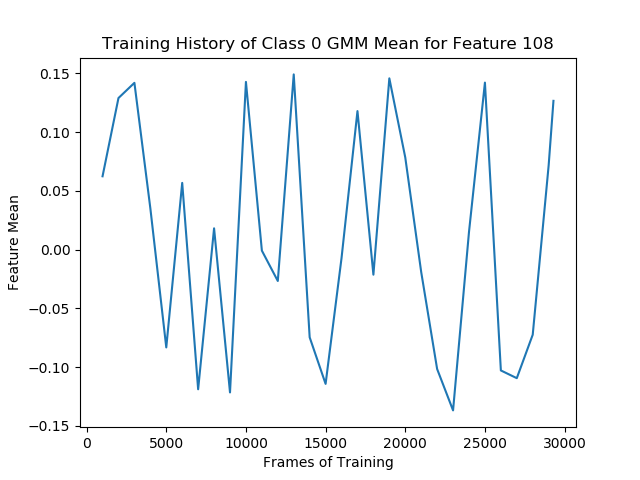 Training History of Class 0 GMM Mean for Feature 108
0.15
0.10
0.05
0.00
−0.05
−0.10
−0.15
Feature Mean
0 5000 10000 15000 20000 25000 30000
Frames of Training